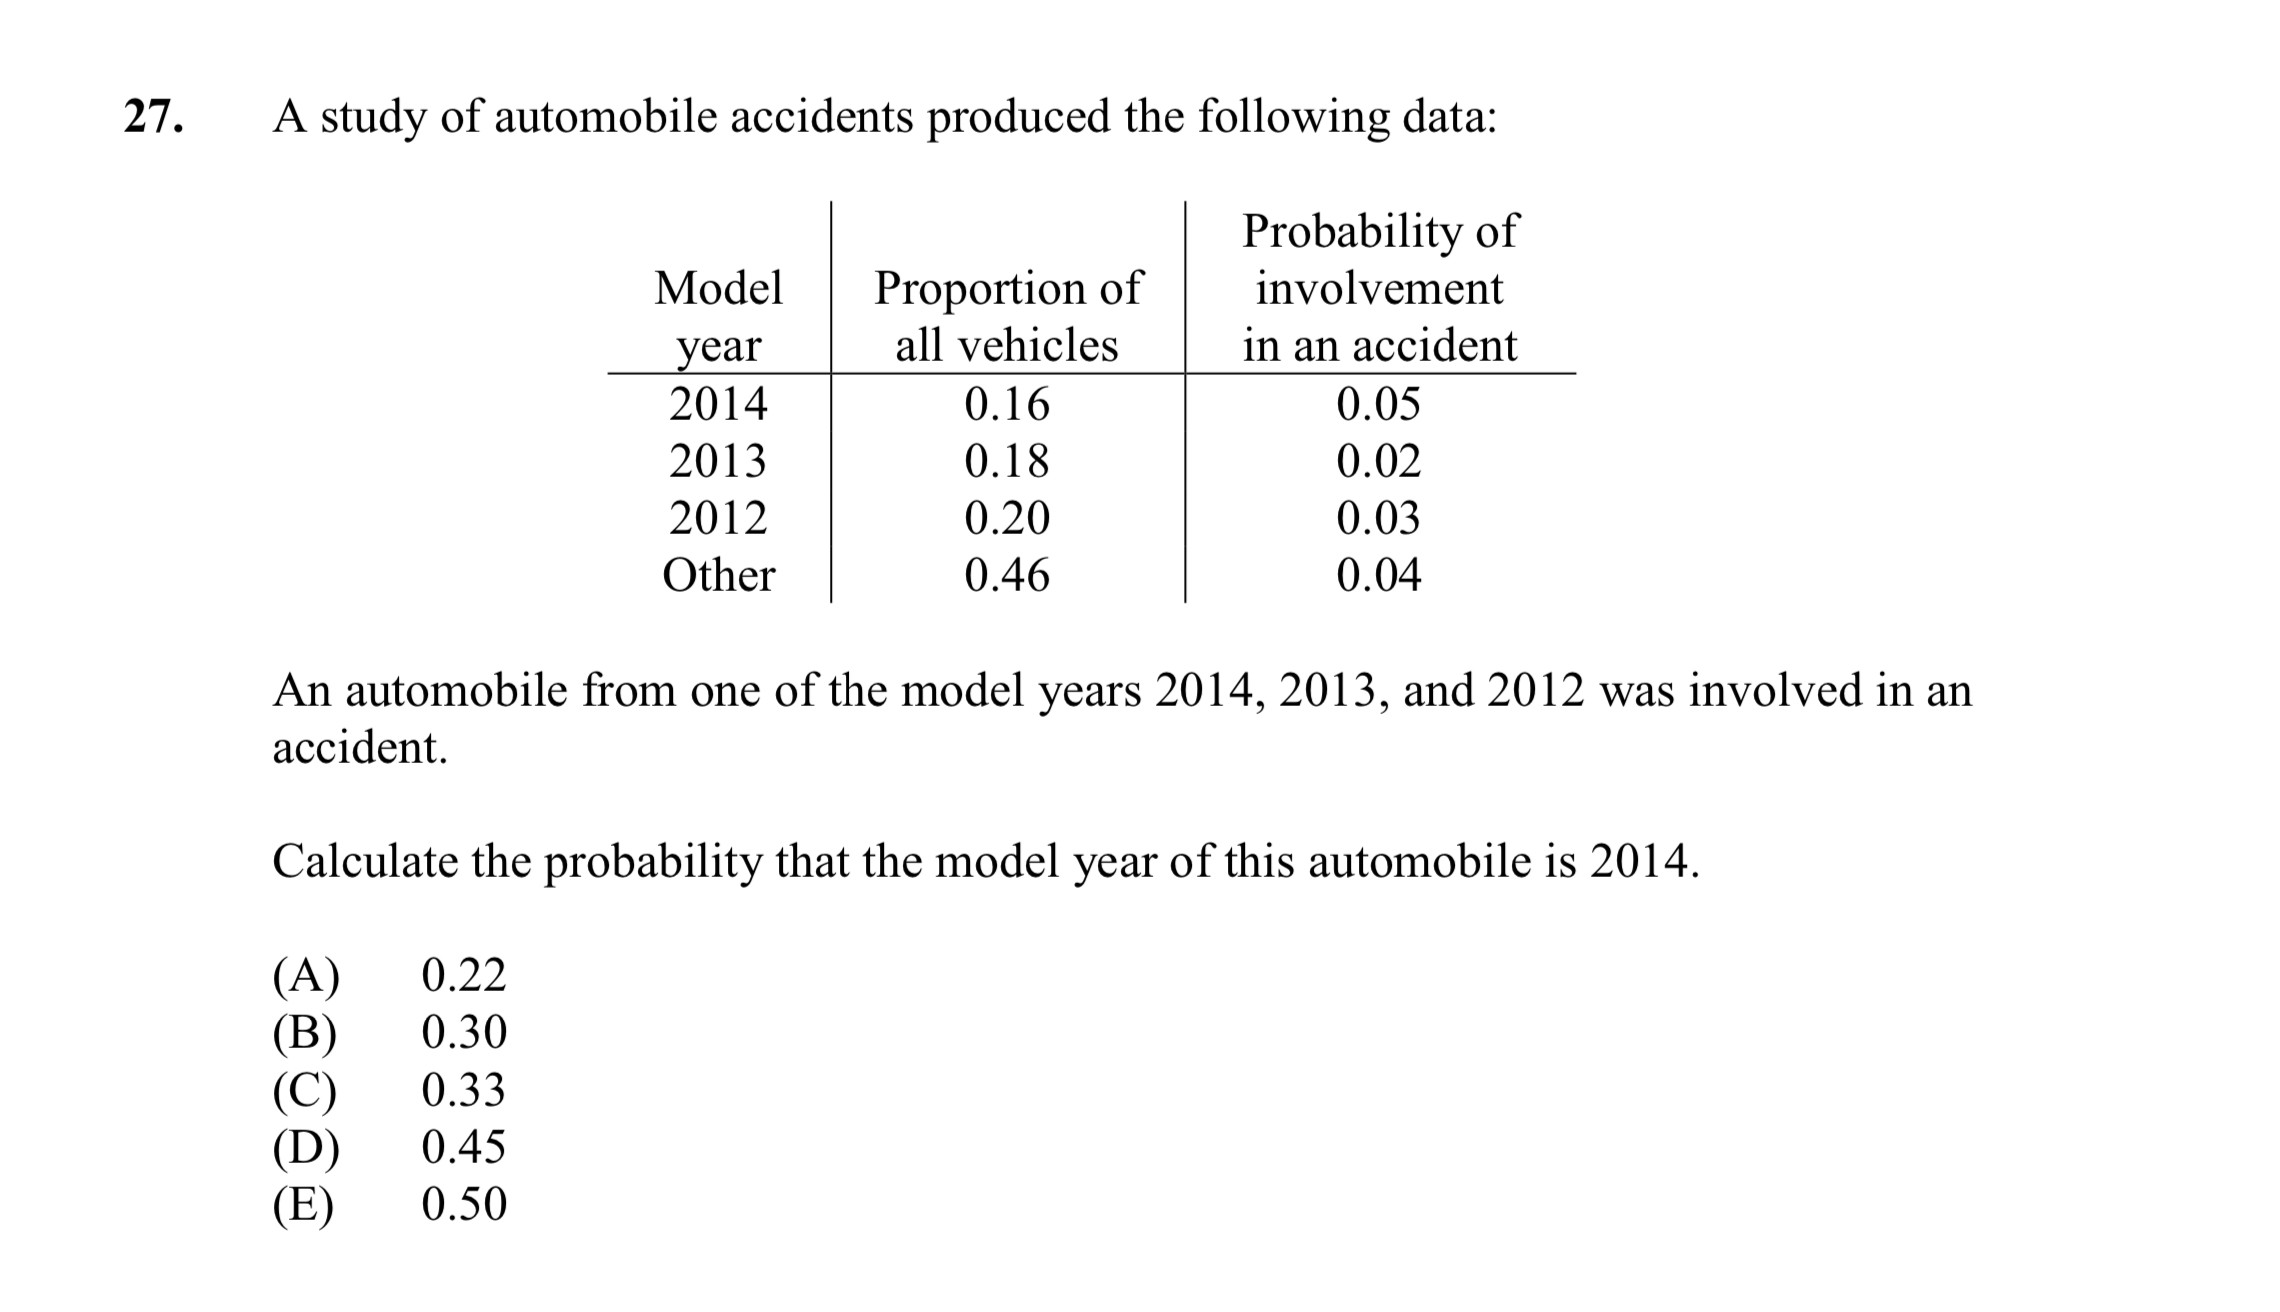 27. A study of automobile accidents produced the following data:
Probability of
Model Proportion of involvement
year all vehicles in an accident
2014 0.16 0.05
2013 0.18 0.02
2012 0.20 0.03
Other 0.46 0.04
An automobile from one of the model years 2014, 2013, and 2012 was involved in an
accident.
Calculate the probability that the model year of this automobile is 2014.
(A) 0.22
(B) 0.30
(C) 0.33
(D) 0.45
(E) 0.50